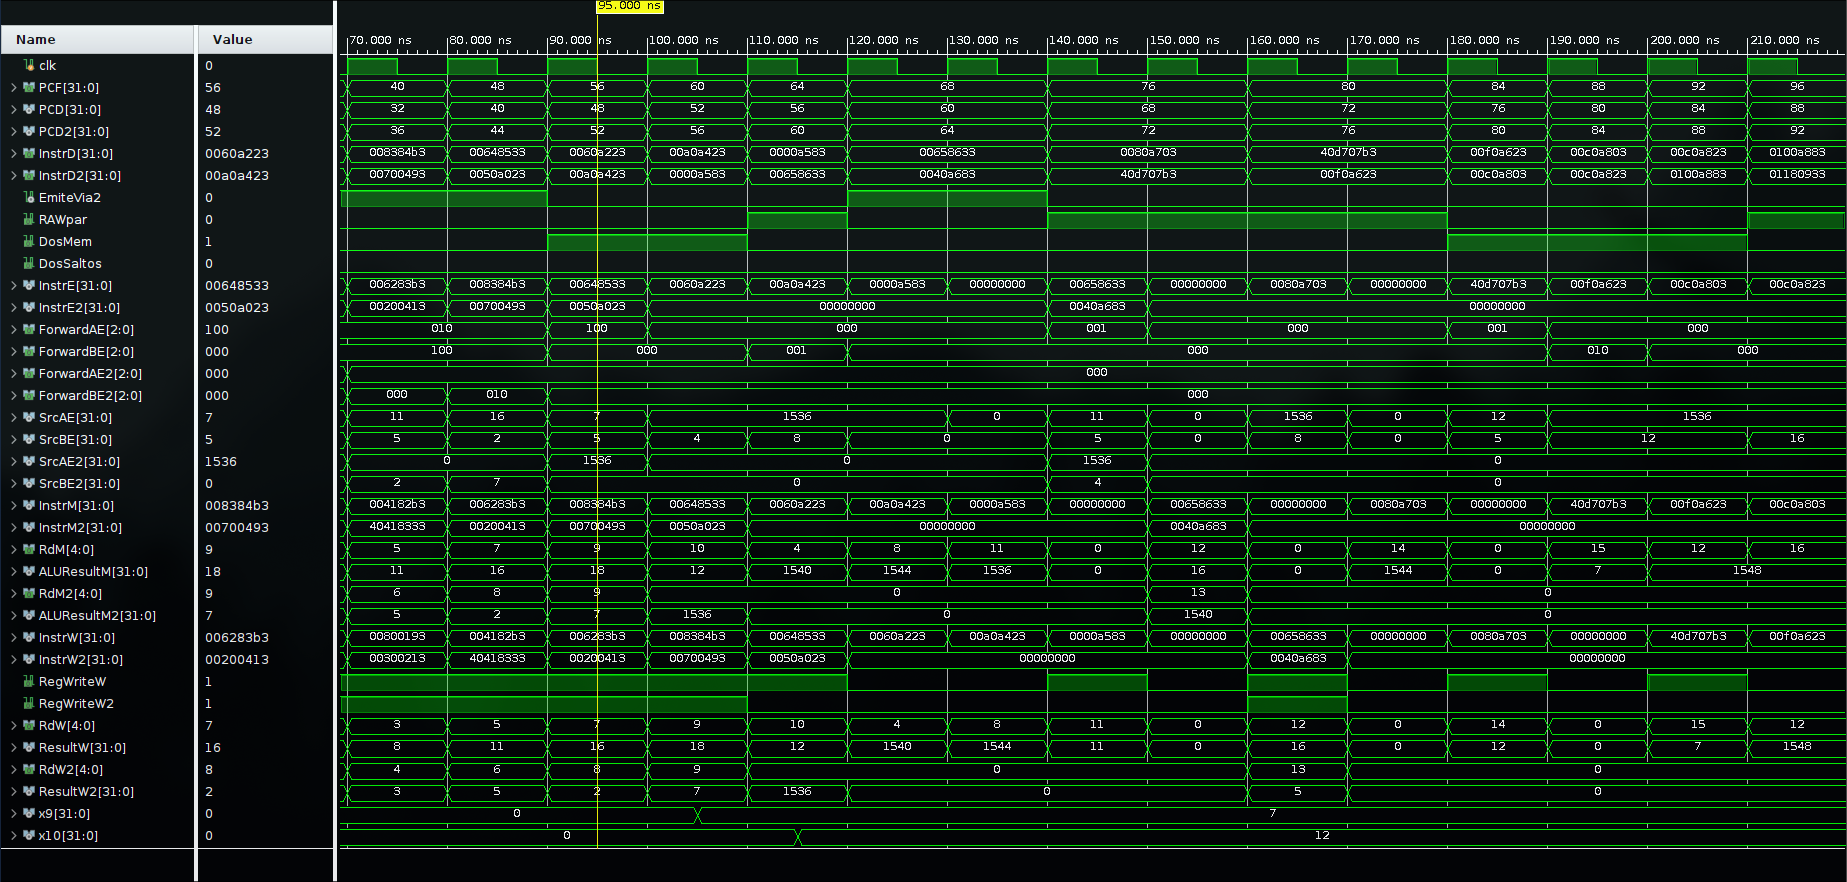 95.000 ns
Name Value 70.000 ns 80.000 ns 90.000 ns 100.000 ns 110.000 ns 120.000 ns 130.000 ns 140.000 ns 150.000 ns 160.000 ns 170.000 ns 180.000 ns 190.000 ns 200.000 ns 210.000 ns
clk 0
PCF[31:0] 56 40 48 56 60 64 68 76 80 84 88 92 96
PCD[31:0] 48 32 40 48 52 56 60 68 72 76 80 84 88
PCD2[31:0] 52 36 44 52 56 60 64 72 76 80 84 88 92
InstrD[31:0] 0060a223 008384b3 00648533 0060a223 00a0a423 0000a583 00658633 0080a703 40d707b3 00f0a623 00c0a803 00c0a823 0100a883
InstrD2[31:0] 00a0a423 00700493 0050a023 00a0a423 0000a583 00658633 0040a683 40d707b3 00f0a623 00c0a803 00c0a823 0100a883 01180933
EmiteVia2 0
RAWpar 0
DosMem 1
DosSaltos 0
InstrE[31:0] 00648533 006283b3 008384b3 00648533 0060a223 00a0a423 0000a583 00000000 00658633 00000000 0080a703 00000000 40d707b3 00f0a623 00c0a803 00c0a823
InstrE2[31:0] 0050a023 00200413 00700493 0050a023 00000000 0040a683 00000000
ForwardAE[2:0] 100 010 100 000 001 000 001 000
ForwardBE[2:0] 000 100 000 001 000 010 000
ForwardAE2[2:0] 000 000
ForwardBE2[2:0] 000 000 010 000
SrcAE[31:0] 7 11 16 7 1536 0 11 0 1536 0 12 1536
SrcBE[31:0] 5 5 2 5 4 8 0 5 0 8 0 5 12 16
SrcAE2[31:0] 1536 0 1536 0 1536 0
SrcBE2[31:0] 0 2 7 0 4 0
InstrM[31:0] 008384b3 004182b3 006283b3 008384b3 00648533 0060a223 00a0a423 0000a583 00000000 00658633 00000000 0080a703 00000000 40d707b3 00f0a623 00c0a803
InstrM2[31:0] 00700493 40418333 00200413 00700493 0050a023 00000000 0040a683 00000000
RdM[4:0] 9 5 7 9 10 4 8 11 0 12 0 14 0 15 12 16
ALUResultM[31:0] 18 11 16 18 12 1540 1544 1536 0 16 0 1544 0 7 1548
RdM2[4:0] 9 6 8 9 0 13 0
ALUResultM2[31:0] 7 5 2 7 1536 0 1540 0
InstrW[31:0] 006283b3 00800193 004182b3 006283b3 008384b3 00648533 0060a223 00a0a423 0000a583 00000000 00658633 00000000 0080a703 00000000 40d707b3 00f0a623
InstrW2[31:0] 00200413 00300213 40418333 00200413 00700493 0050a023 00000000 0040a683 00000000
RegWriteW 1
RegWriteW2 1
RdW[4:0] 7 3 5 7 9 10 4 8 11 0 12 0 14 0 15 12
ResultW[31:0] 16 8 11 16 18 12 1540 1544 11 0 16 0 12 0 7 1548
RdW2[4:0] 8 4 6 8 9 0 13 0
ResultW2[31:0] 2 3 5 2 7 1536 0 5 0
x9[31:0] 0 0 7
x10[31:0] 0 0 12